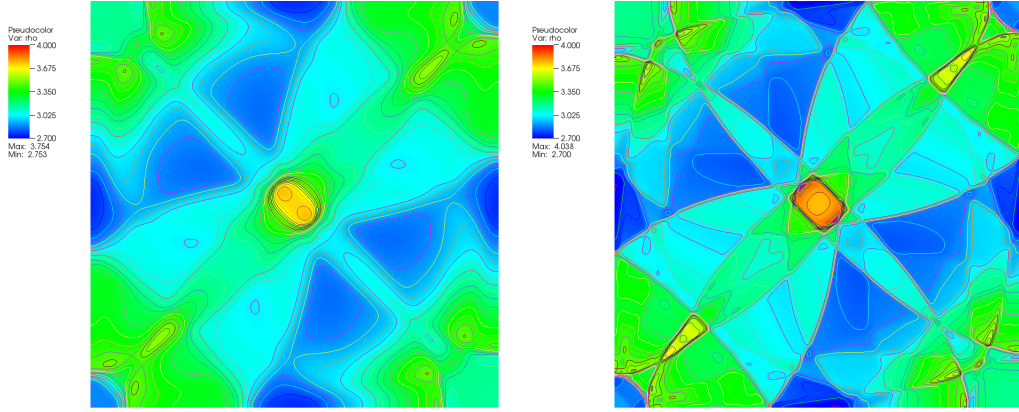 Pseudocolor
Var: rho
4.000
3.675
3.350
3.025
2.700
Max: 3.754
Min: 2.753
Pseudocolor
Var: rho
4.000
3.675
3.350
3.025
2.700
Max: 4.038
Min: 2.700